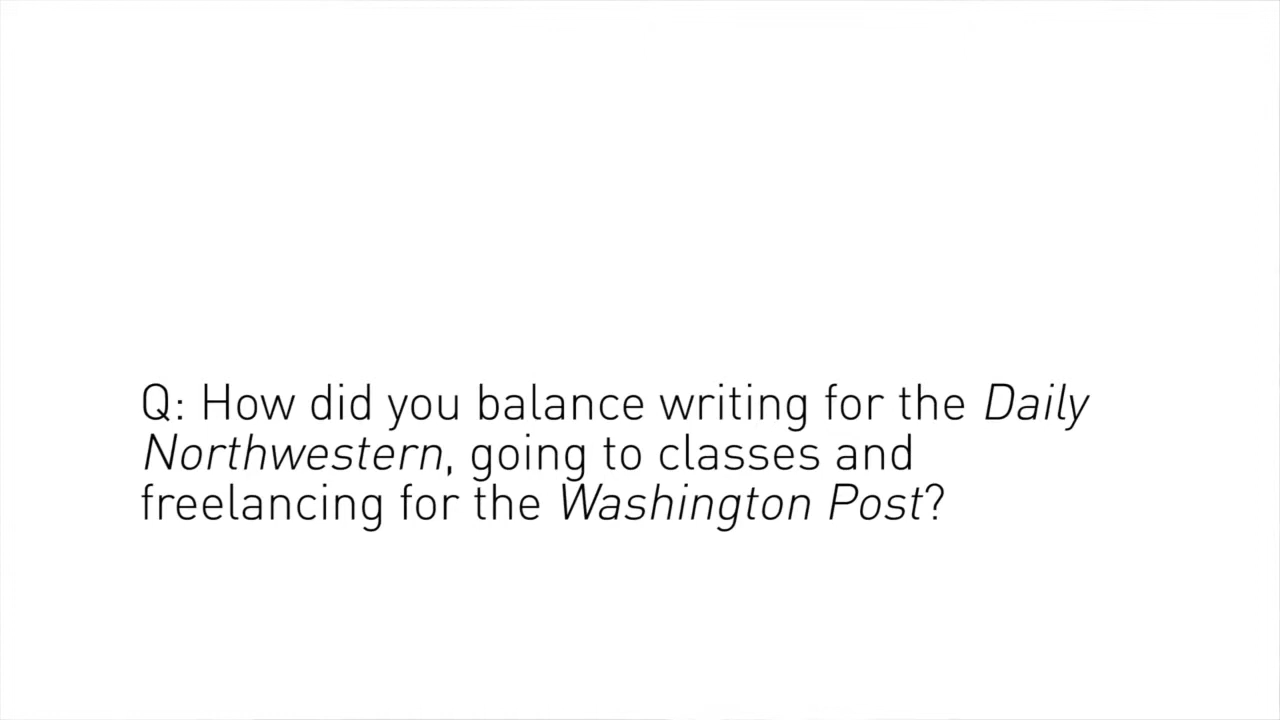 Q: How did you balance writing for the Daily
Northwestern, going to classes and
freelancing for the Washington Post?